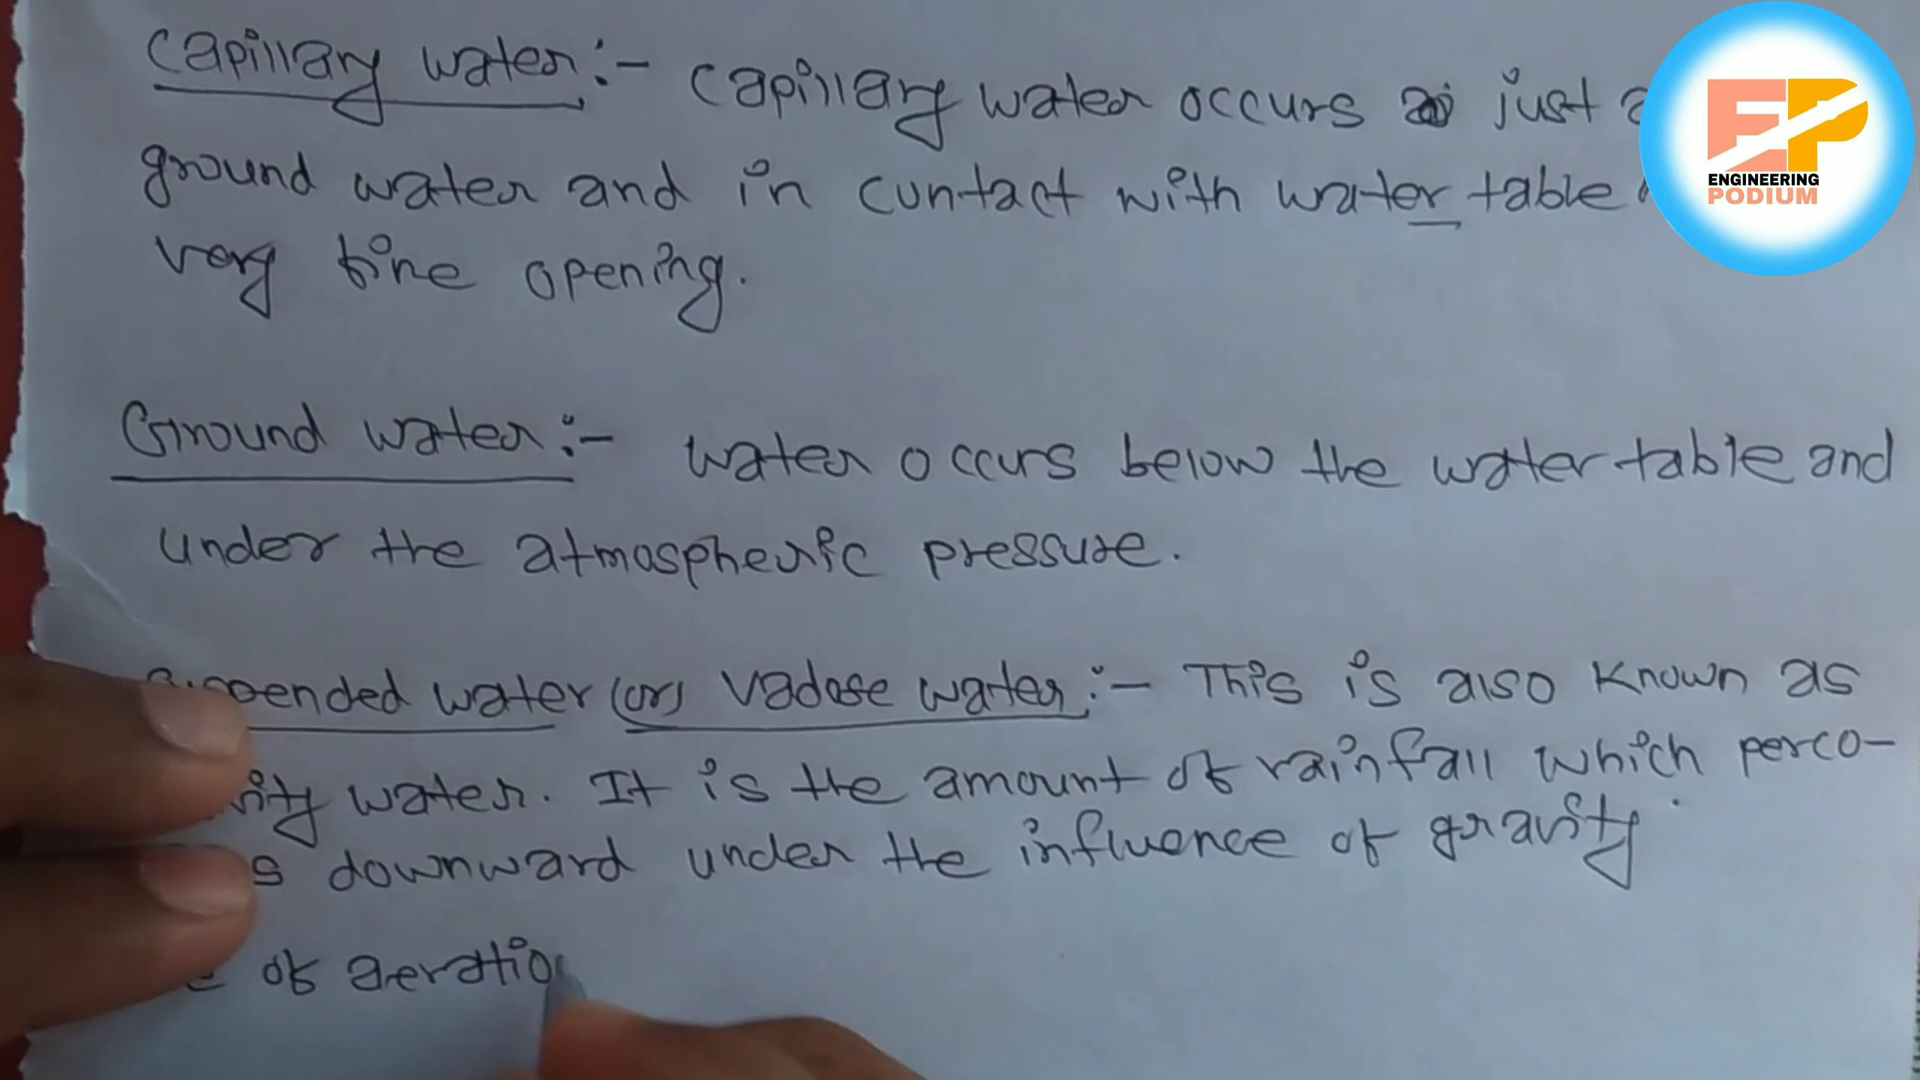 Capillary water:- Capillary water occurs just
ground water and in cuntact with water table
very fine opening.
Ground water:- Water occurs below the water table and
under the atmospheric pressure.
water (or) Vadose water:- This is also known as
water. It is the amount of rainfall which perco-
downward under the influence of gravity.
of aeratio
EP
ENGINEERING
PODIUM